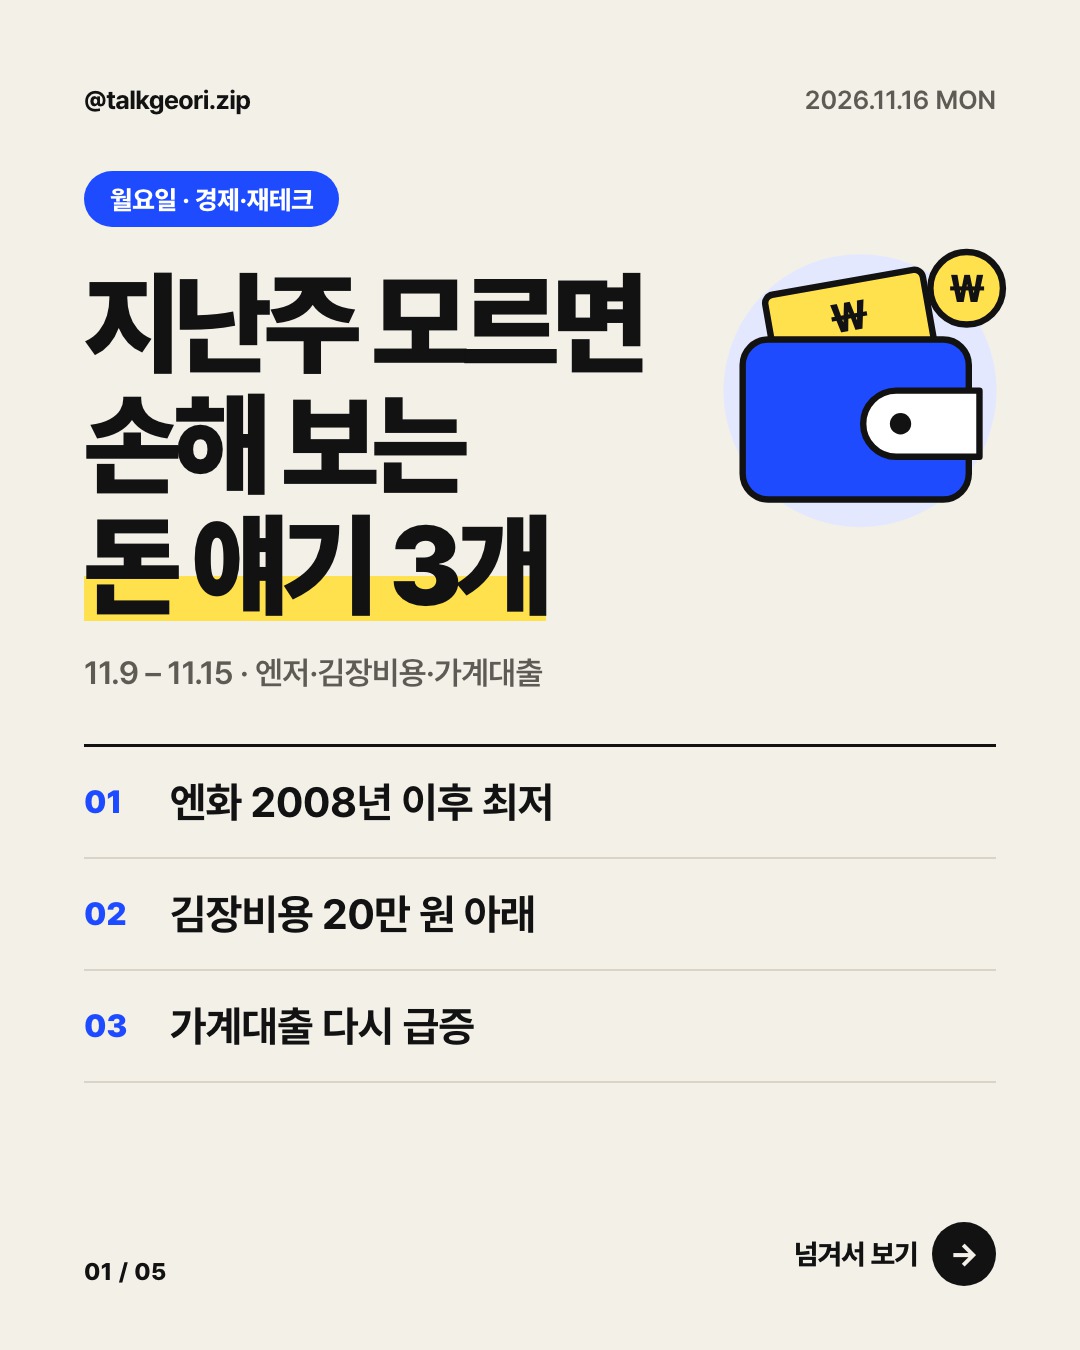 @talkgeori.zip
2026.11.16 MON
월요일 · 경제·재테크
지난주 모르면
손해 보는
돈 얘기 3개
₩
₩
11.9 – 11.15 · 엔저·김장비용·가계대출
01 엔화 2008년 이후 최저
02 김장비용 20만 원 아래
03 가계대출 다시 급증
넘겨서 보기 →
01 / 05